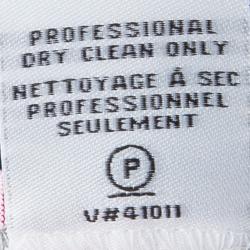 PROFESSIONAL
DRY CLEAN ONLY
NETTOYAGE À SEC
PROFESSIONNEL
SEULEMENT
P
V#41011